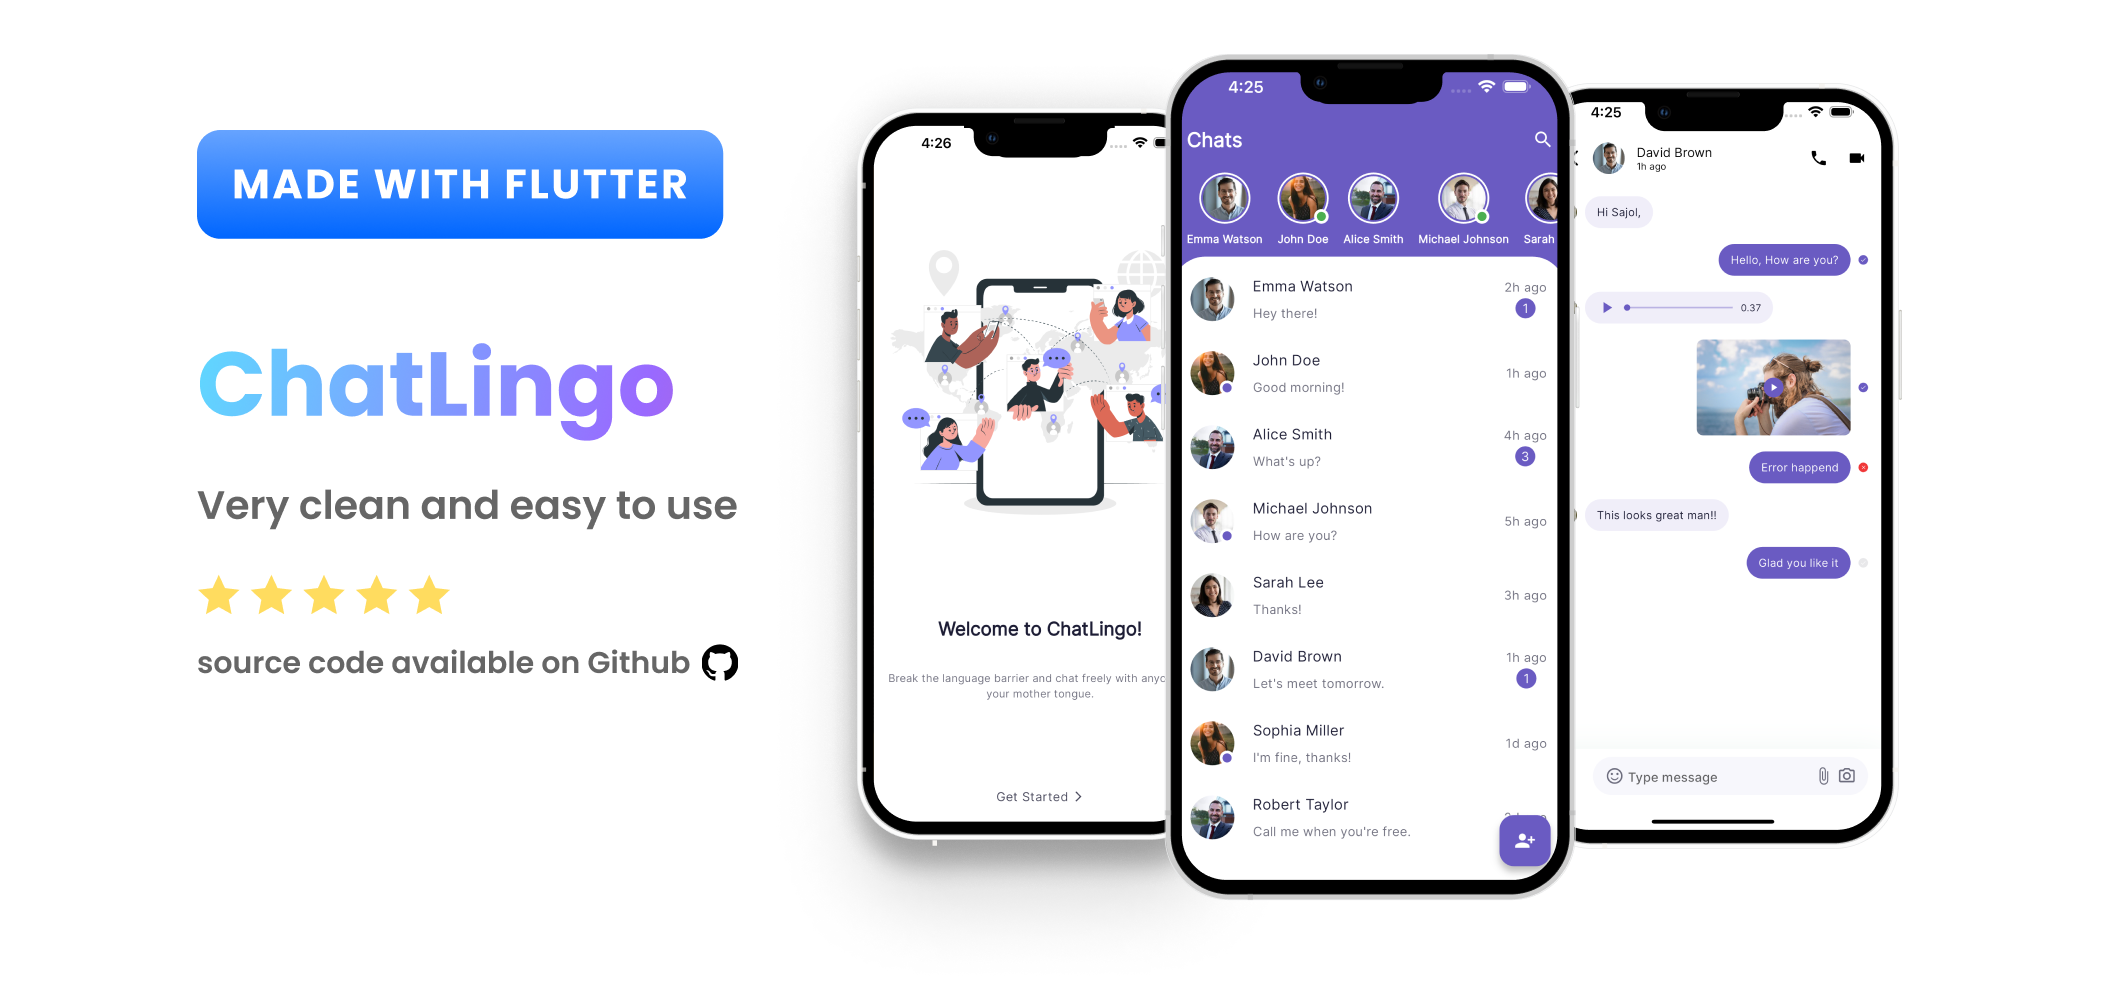 MADE WITH FLUTTER
ChatLingo
Very clean and easy to use
source code available on Github
4:26
Welcome to ChatLingo!
Break the language barrier and chat freely with
your mother tongue.
Get Started
4:25
Chats
Emma Watson
John Doe
Alice Smith
Michael Johnson
Sarah
Emma Watson
2h ago
Hey there!
1
John Doe
1h ago
Good morning!
Alice Smith
4h ago
What's up?
3
Michael Johnson
5h ago
How are you?
Sarah Lee
3h ago
Thanks!
David Brown
1h ago
Let's meet tomorrow.
1
Sophia Miller
1d ago
I'm fine, thanks!
Robert Taylor
Call me when you're free.
4:25
David Brown
1h ago
Hi Sajol,
Hello, How are you?
0.37
Error happend
This looks great man!!
Glad you like it
Type message